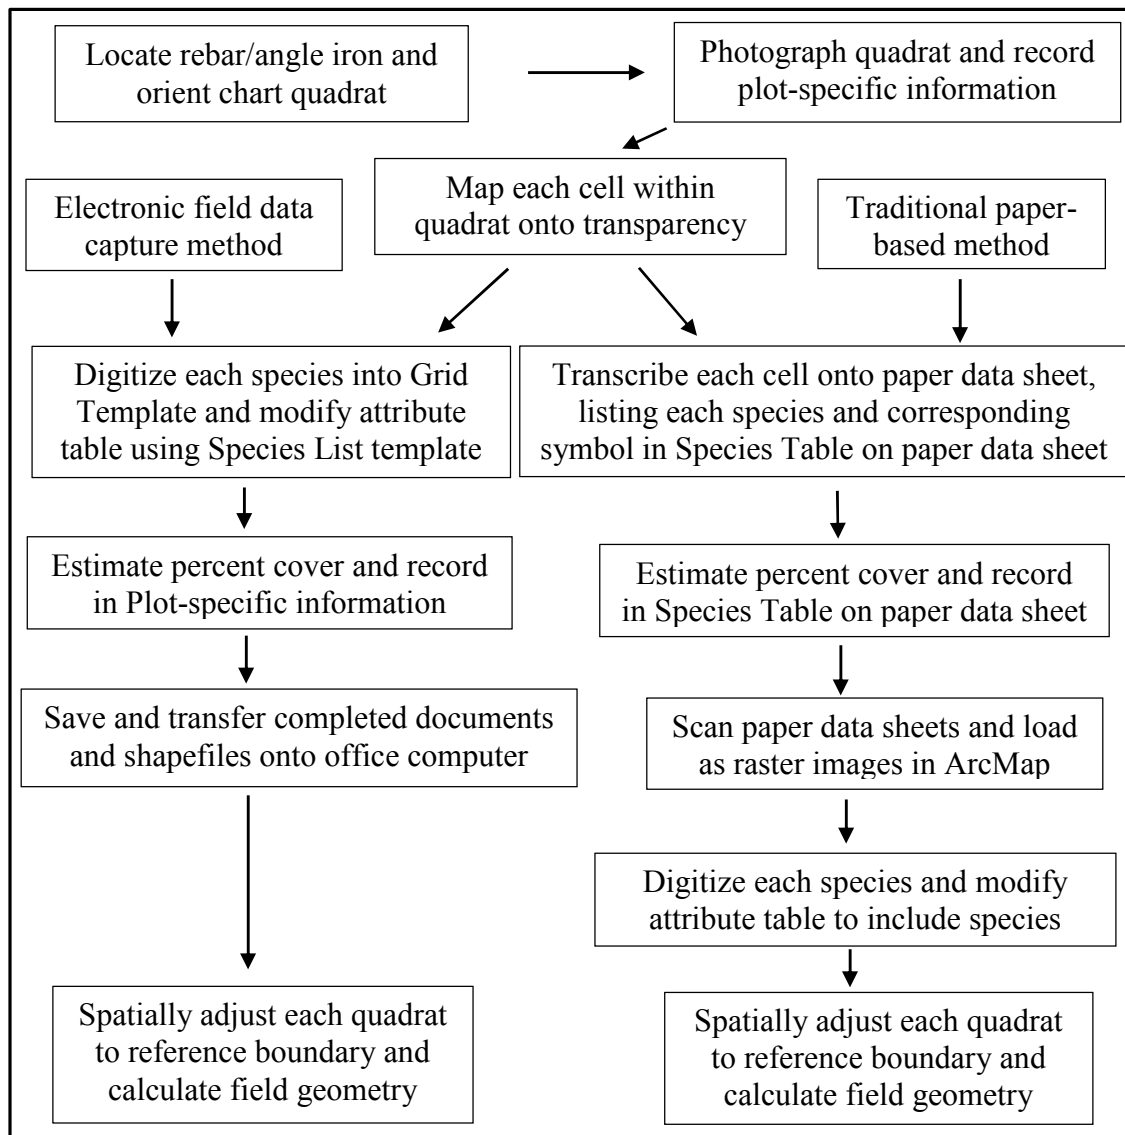 Locate rebar/angle iron and
orient chart quadrat
Photograph quadrat and record
plot-specific information
Map each cell within
quadrat onto transparency
Electronic field data
capture method
Traditional paper-
based method
Digitize each species into Grid
Template and modify attribute
table using Species List template
Transcribe each cell onto paper data sheet,
listing each species and corresponding
symbol in Species Table on paper data sheet
Estimate percent cover and record
in Plot-specific information
Estimate percent cover and record
in Species Table on paper data sheet
Save and transfer completed documents
and shapefiles onto office computer
Scan paper data sheets and load
as raster images in ArcMap
Digitize each species and modify
attribute table to include species
Spatially adjust each quadrat
to reference boundary and
calculate field geometry
Spatially adjust each quadrat
to reference boundary and
calculate field geometry